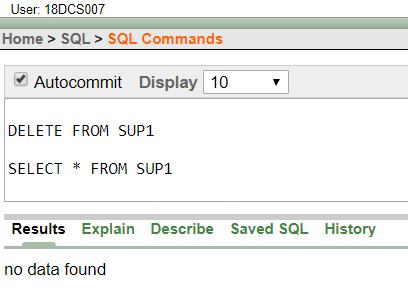 User: 18DCS007
Home > SQL > SQL Commands
Autocommit Display 10
DELETE FROM SUP1
SELECT * FROM SUP1
Results Explain Describe Saved SQL History
no data found